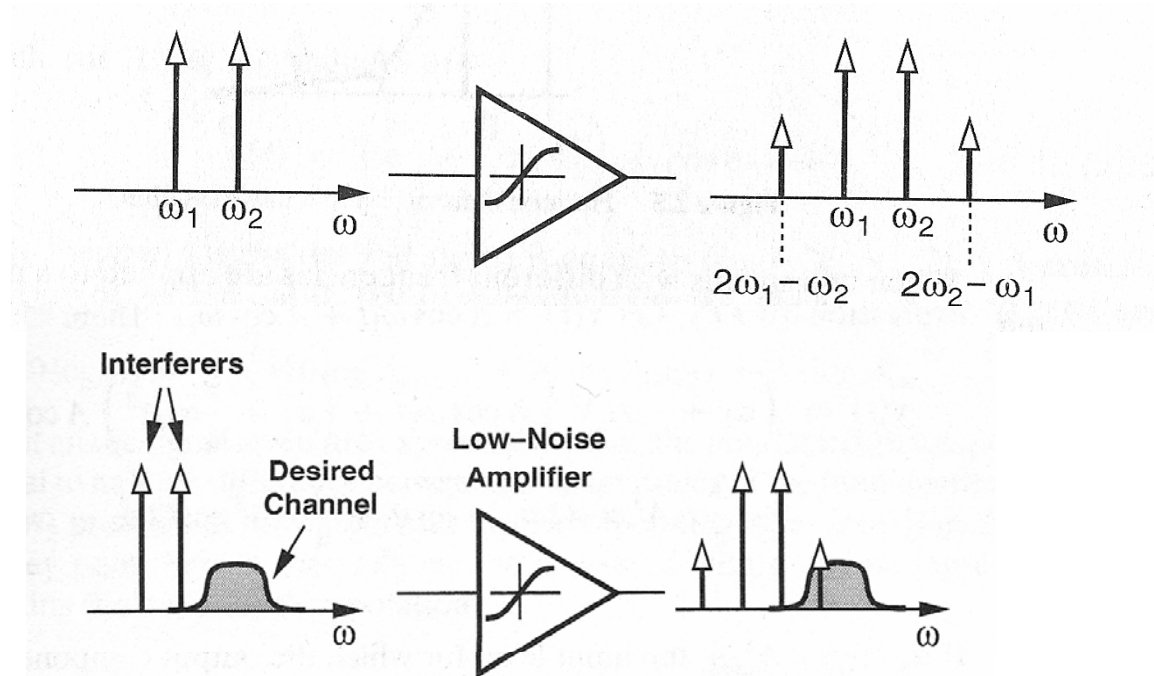 ω₁ ω₂ ω
ω₁ ω₂ ω
2ω₁−ω₂ 2ω₂−ω₁
Interferers
Desired
Channel
Low−Noise
Amplifier
ω
ω